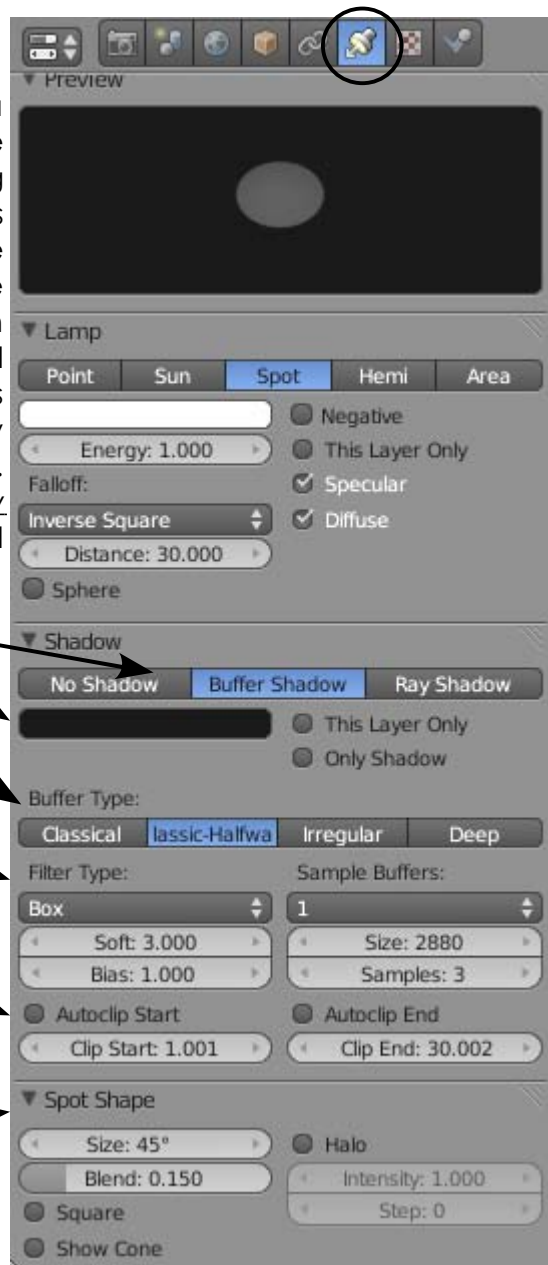 Preview
Lamp
Point Sun Spot Hemi Area
Negative
Energy: 1.000 This Layer Only
Falloff: Specular
Inverse Square Diffuse
Distance: 30.000
Sphere
Shadow
No Shadow Buffer Shadow Ray Shadow
This Layer Only
Only Shadow
Buffer Type:
Classical lassic-Halfwa Irregular Deep
Filter Type: Sample Buffers:
Box 1
Soft: 3.000 Size: 2880
Bias: 1.000 Samples: 3
Autoclip Start Autoclip End
Clip Start: 1.001 Clip End: 30.002
Spot Shape
Size: 45° Halo
Blend: 0.150 Intensity: 1.000
Square Step: 0
Show Cone